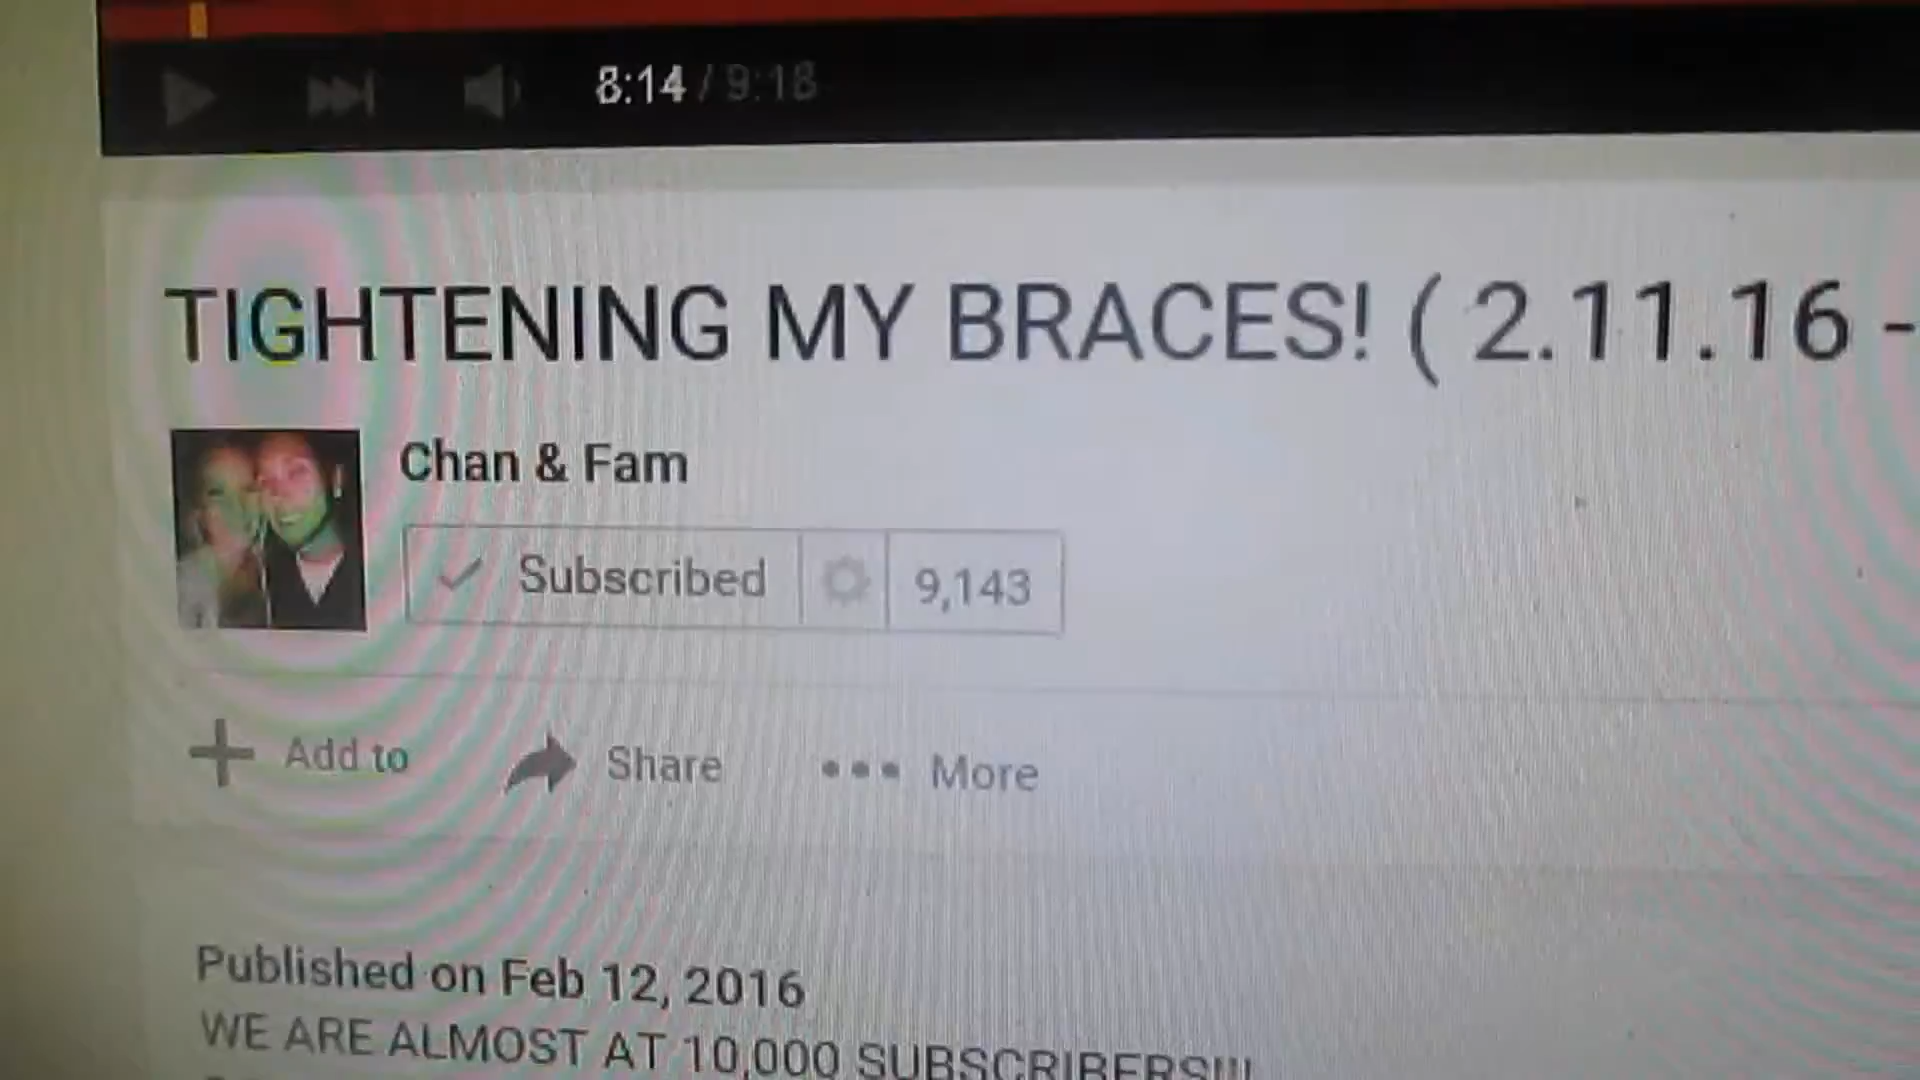 8:14 / 9:18
TIGHTENING MY BRACES! ( 2.11.16 -
Chan & Fam
Subscribed 9,143
Add to Share More
Published on Feb 12, 2016
WE ARE ALMOST AT 10,000 SUBSCRIBERS!!!!